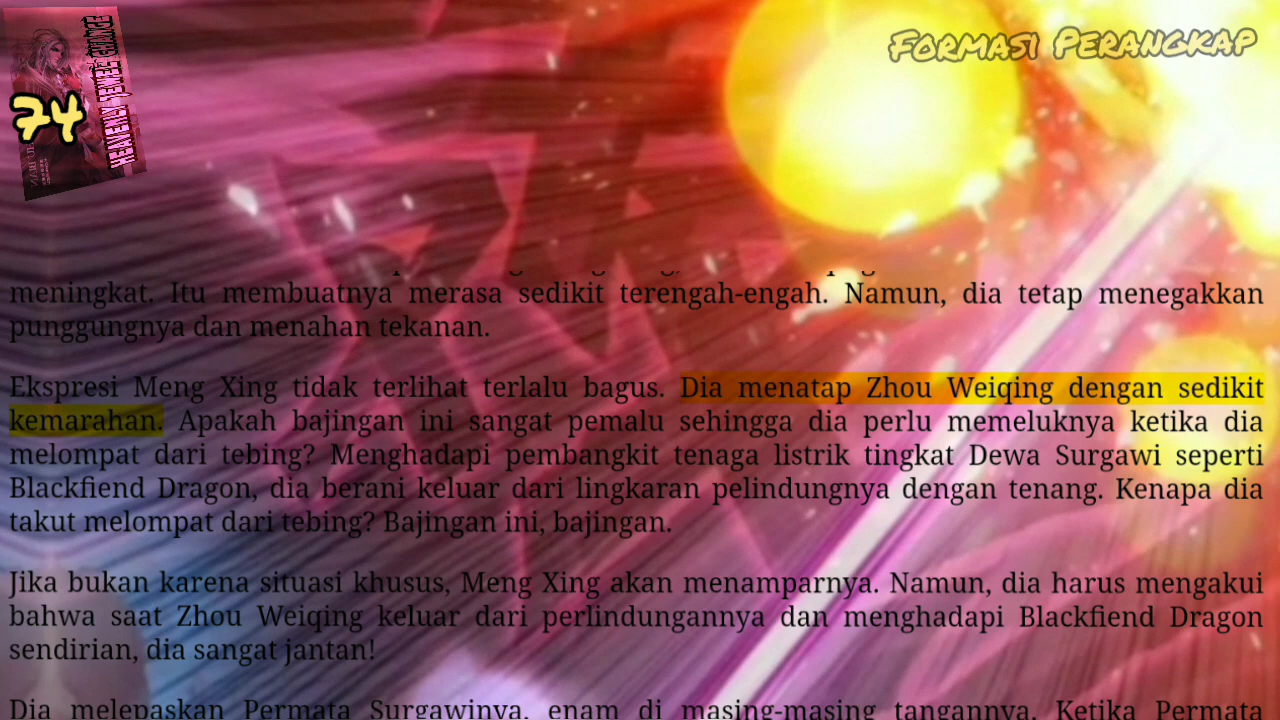 Formasi Perangkap
74
HEAVENLY JEWEL CHANGE
meningkat. Itu membuatnya merasa sedikit terengah-engah. Namun, dia tetap menegakkan
punggungnya dan menahan tekanan.
Ekspresi Meng Xing tidak terlihat terlalu bagus. Dia menatap Zhou Weiqing dengan sedikit
kemarahan. Apakah bajingan ini sangat pemalu sehingga dia perlu memeluknya ketika dia
melompat dari tebing? Menghadapi pembangkit tenaga listrik tingkat Dewa Surgawi seperti
Blackfiend Dragon, dia berani keluar dari lingkaran pelindungnya dengan tenang. Kenapa dia
takut melompat dari tebing? Bajingan ini, bajingan.
Jika bukan karena situasi khusus, Meng Xing akan menamparnya. Namun, dia harus mengakui
bahwa saat Zhou Weiqing keluar dari perlindungannya dan menghadapi Blackfiend Dragon
sendirian, dia sangat jantan!
Dia melepaskan Permata Surgawinya, enam di masing-masing tangannya. Ketika Permata